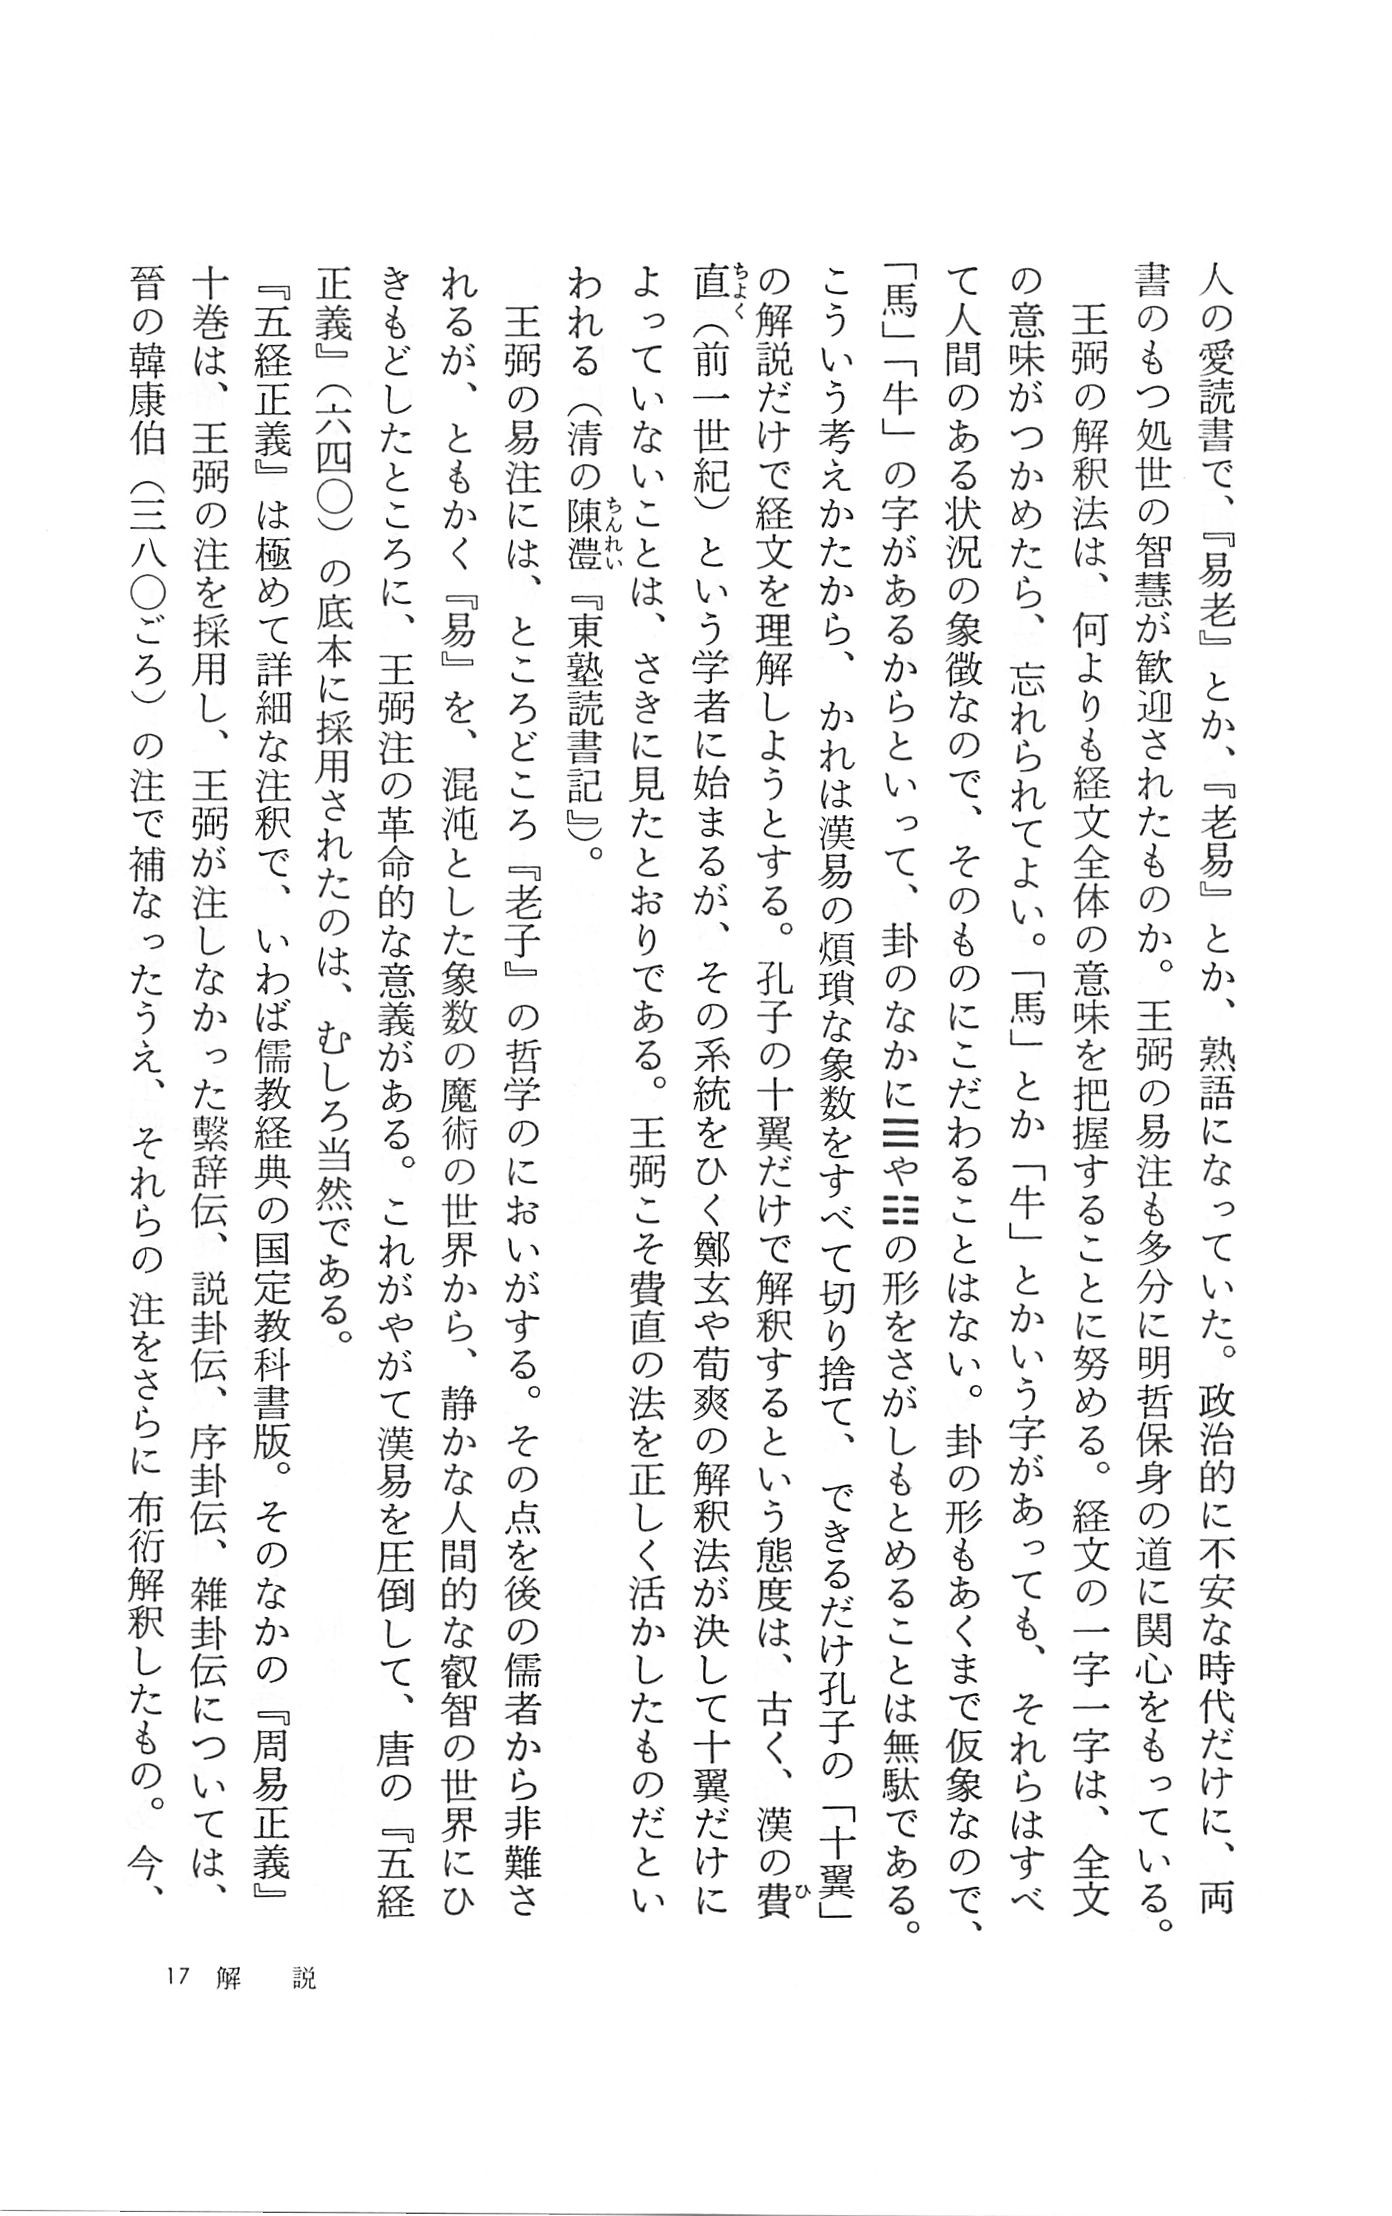 人の愛読書で、『易老』とか、『老易』とか、熟語になっていた。政治的に不安な時代だけに、両
書のもつ処世の智慧が歓迎されたものか。王弼の易注も多分に明哲保身の道に関心をもっている。
王弼の解釈法は、何よりも経文全体の意味を把握することに努める。経文の一字一字は、全文
の意味がつかめたら、忘れられてよい。「馬」とか「牛」とかいう字があっても、それらはすべ
て人間のある状況の象徴なので、そのものにこだわることはない。卦の形もあくまで仮象なので、
「馬」「牛」の字があるからといって、卦のなかに☰や☷の形をさがしもとめることは無駄である。
こういう考えかたから、かれは漢易の煩瑣な象数をすべて切り捨て、できるだけ孔子の「十翼」
の解説だけで経文を理解しようとする。孔子の十翼だけで解釈するという態度は、古く、漢の費ひ
直ちよく（前一世紀）という学者に始まるが、その系統をひく鄭玄や荀爽の解釈法が決して十翼だけに
よっていないことは、さきに見たとおりである。王弼こそ費直の法を正しく活かしたものだとい
われる（清の陳澧ちんれい『東塾読書記』）。
王弼の易注には、ところどころ『老子』の哲学のにおいがする。その点を後の儒者から非難さ
れるが、ともかく『易』を、混沌とした象数の魔術の世界から、静かな人間的な叡智の世界にひ
きもどしたところに、王弼注の革命的な意義がある。これがやがて漢易を圧倒して、唐の『五経
正義』（六四〇）の底本に採用されたのは、むしろ当然である。
『五経正義』は極めて詳細な注釈で、いわば儒教経典の国定教科書版。そのなかの『周易正義』
十巻は、王弼の注を採用し、王弼が注しなかった繫辞伝、説卦伝、序卦伝、雑卦伝については、
晉の韓康伯（三八〇ごろ）の注で補なったうえ、それらの注をさらに布衍解釈したもの。今、
17 解 説